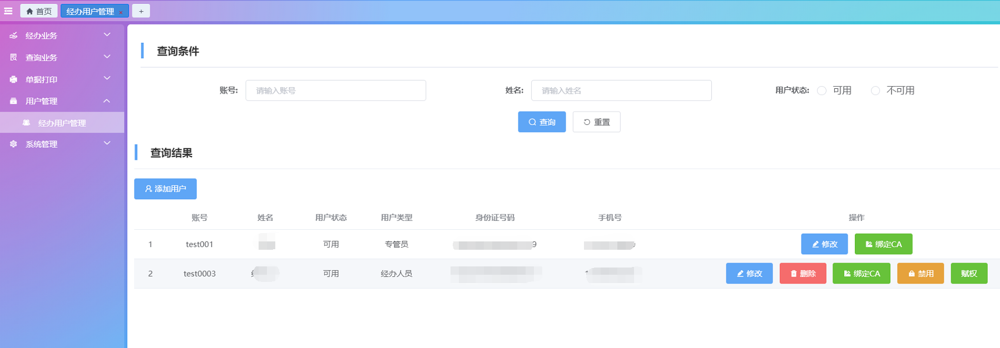 首页 经办用户管理 × +
经办业务
查询业务
单据打印
用户管理
经办用户管理
系统管理
查询条件
账号: 请输入账号 姓名: 请输入姓名 用户状态: 可用 不可用
查询 重置
查询结果
添加用户
账号 姓名 用户状态 用户类型 身份证号码 手机号 操作
1 test001 可用 专管员 9 修改 绑定CA
2 test0003 可用 经办人员 修改 删除 绑定CA 禁用 赋权